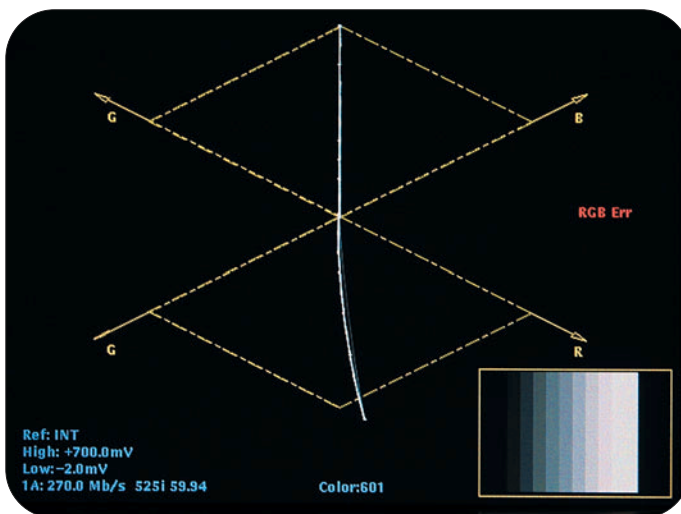 G
B
RGB Err
G
R
Ref: INT
High: +700.0mV
Low: -2.0mV
1A: 270.0 Mb/s 525i 59.94
Color:601